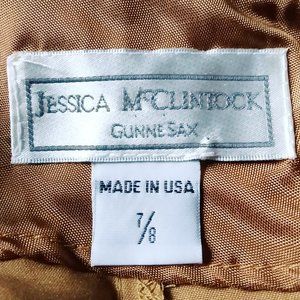 JESSICA McCLINTOCK
GUNNE SAX
MADE IN USA
7/8